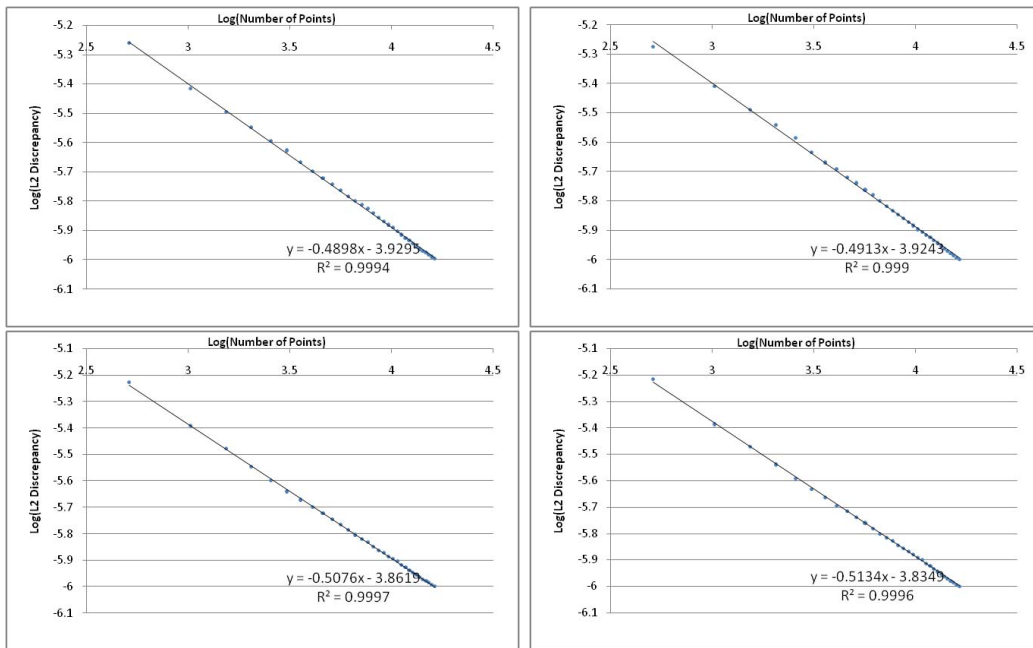 Log(Number of Points)
-5.2
2.5 3 3.5 4 4.5
-5.3
-5.4
-5.5
-5.6
-5.7
-5.8
-5.9
-6
-6.1
Log(L2 Discrepancy)
y = -0.4898x - 3.9295
R² = 0.9994
Log(Number of Points)
-5.2
2.5 3 3.5 4 4.5
-5.3
-5.4
-5.5
-5.6
-5.7
-5.8
-5.9
-6
-6.1
Log(L2 Discrepancy)
y = -0.4913x - 3.9243
R² = 0.999
Log(Number of Points)
-5.1
2.5 3 3.5 4 4.5
-5.2
-5.3
-5.4
-5.5
-5.6
-5.7
-5.8
-5.9
-6
-6.1
Log(L2 Discrepancy)
y = -0.5076x - 3.8619
R² = 0.9997
Log(Number of Points)
-5.1
2.5 3 3.5 4 4.5
-5.2
-5.3
-5.4
-5.5
-5.6
-5.7
-5.8
-5.9
-6
-6.1
Log(L2 Discrepancy)
y = -0.5134x - 3.8349
R² = 0.9996